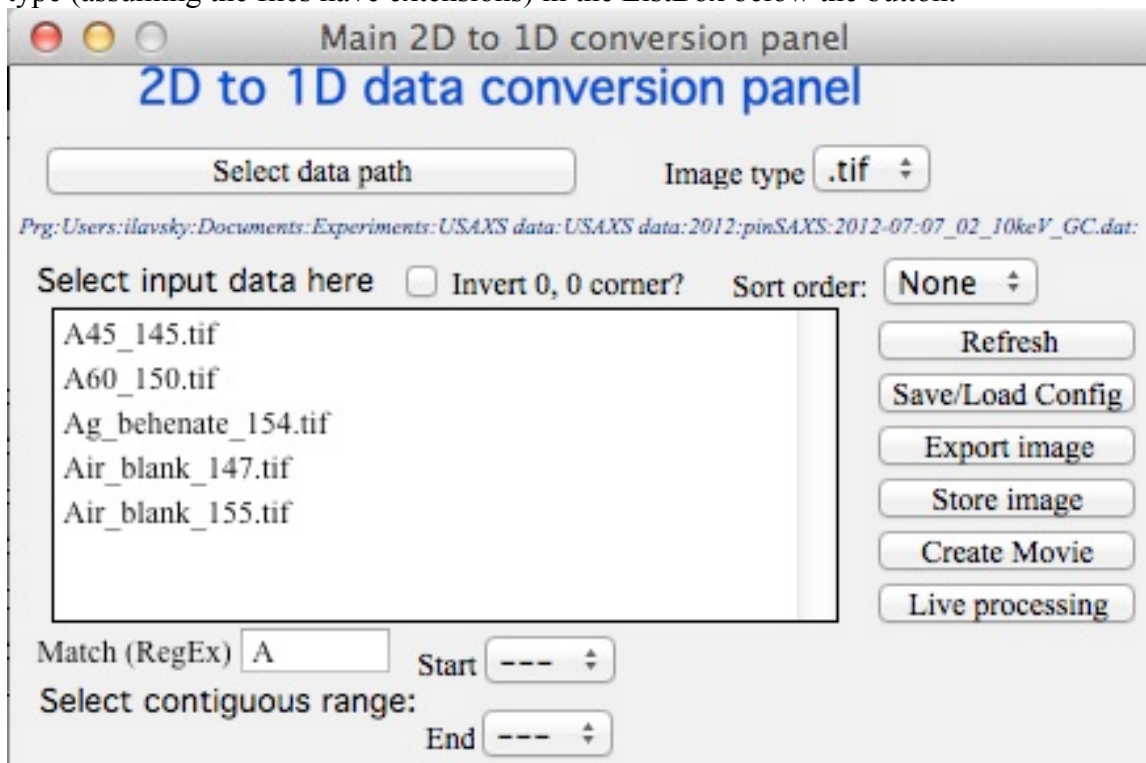 type (assuming the files have extensions) in the ListBox below the button.
Main 2D to 1D conversion panel
2D to 1D data conversion panel
Select data path
Image type .tif
Prg:Users:ilavsky:Documents:Experiments:USAXS data:USAXS data:2012:pinSAXS:2012-07:07_02_10keV_GC.dat:
Select input data here Invert 0, 0 corner? Sort order: None
A45_145.tif
A60_150.tif
Ag_behenate_154.tif
Air_blank_147.tif
Air_blank_155.tif
Refresh
Save/Load Config
Export image
Store image
Create Movie
Live processing
Match (RegEx) A
Start ---
Select contiguous range:
End ---